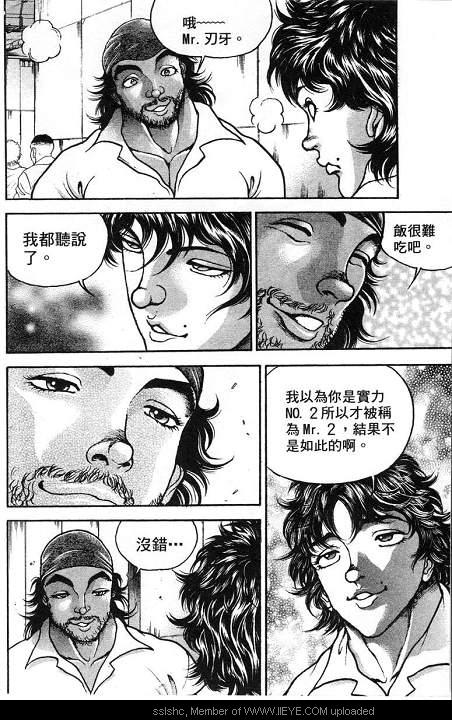 哦~~~~
Mr. 刃牙。
飯很難
吃吧。
我都聽說
了。
我以為你是實力
NO. 2所以才被稱
為Mr. 2，結果不
是如此的啊。
沒錯…
sslshc, Member of WWW.IIEYE.COM uploaded